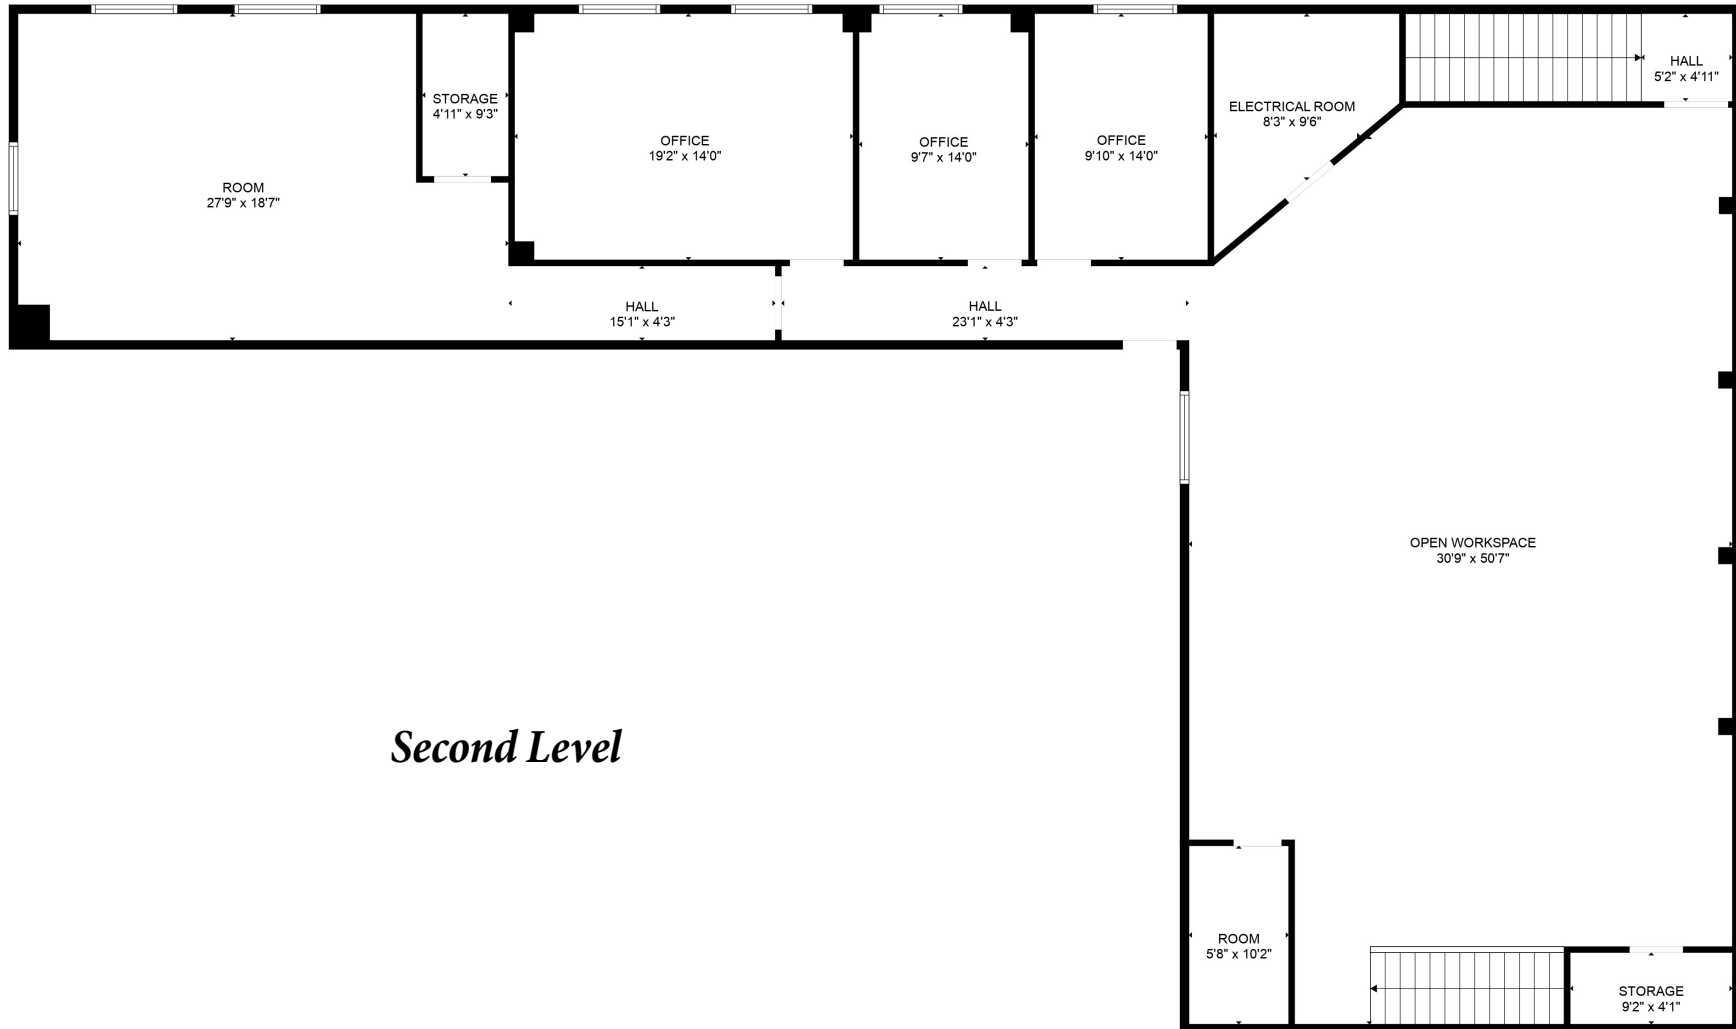 HALL
5'2" x 4'11"
STORAGE
4'11" x 9'3"
ELECTRICAL ROOM
8'3" x 9'6"
OFFICE
19'2" x 14'0"
OFFICE
9'7" x 14'0"
OFFICE
9'10" x 14'0"
ROOM
27'9" x 18'7"
HALL
15'1" x 4'3"
HALL
23'1" x 4'3"
OPEN WORKSPACE
30'9" x 50'7"
Second Level
ROOM
5'8" x 10'2"
STORAGE
9'2" x 4'1"